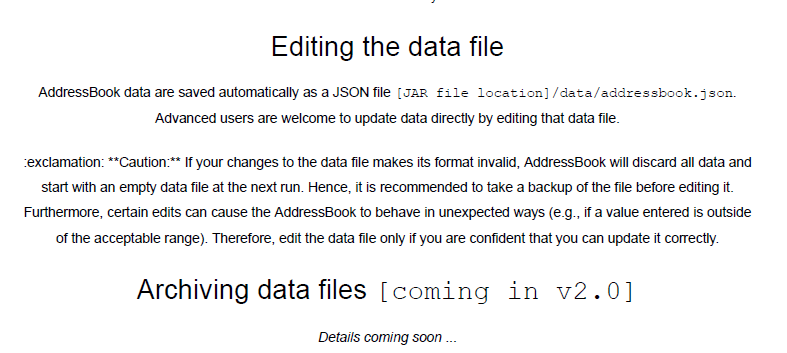 Editing the data file
AddressBook data are saved automatically as a JSON file [JAR file location]/data/addressbook.json.
Advanced users are welcome to update data directly by editing that data file.
:exclamation: **Caution:** If your changes to the data file makes its format invalid, AddressBook will discard all data and
start with an empty data file at the next run. Hence, it is recommended to take a backup of the file before editing it.
Furthermore, certain edits can cause the AddressBook to behave in unexpected ways (e.g., if a value entered is outside
of the acceptable range). Therefore, edit the data file only if you are confident that you can update it correctly.
Archiving data files [coming in v2.0]
Details coming soon ...